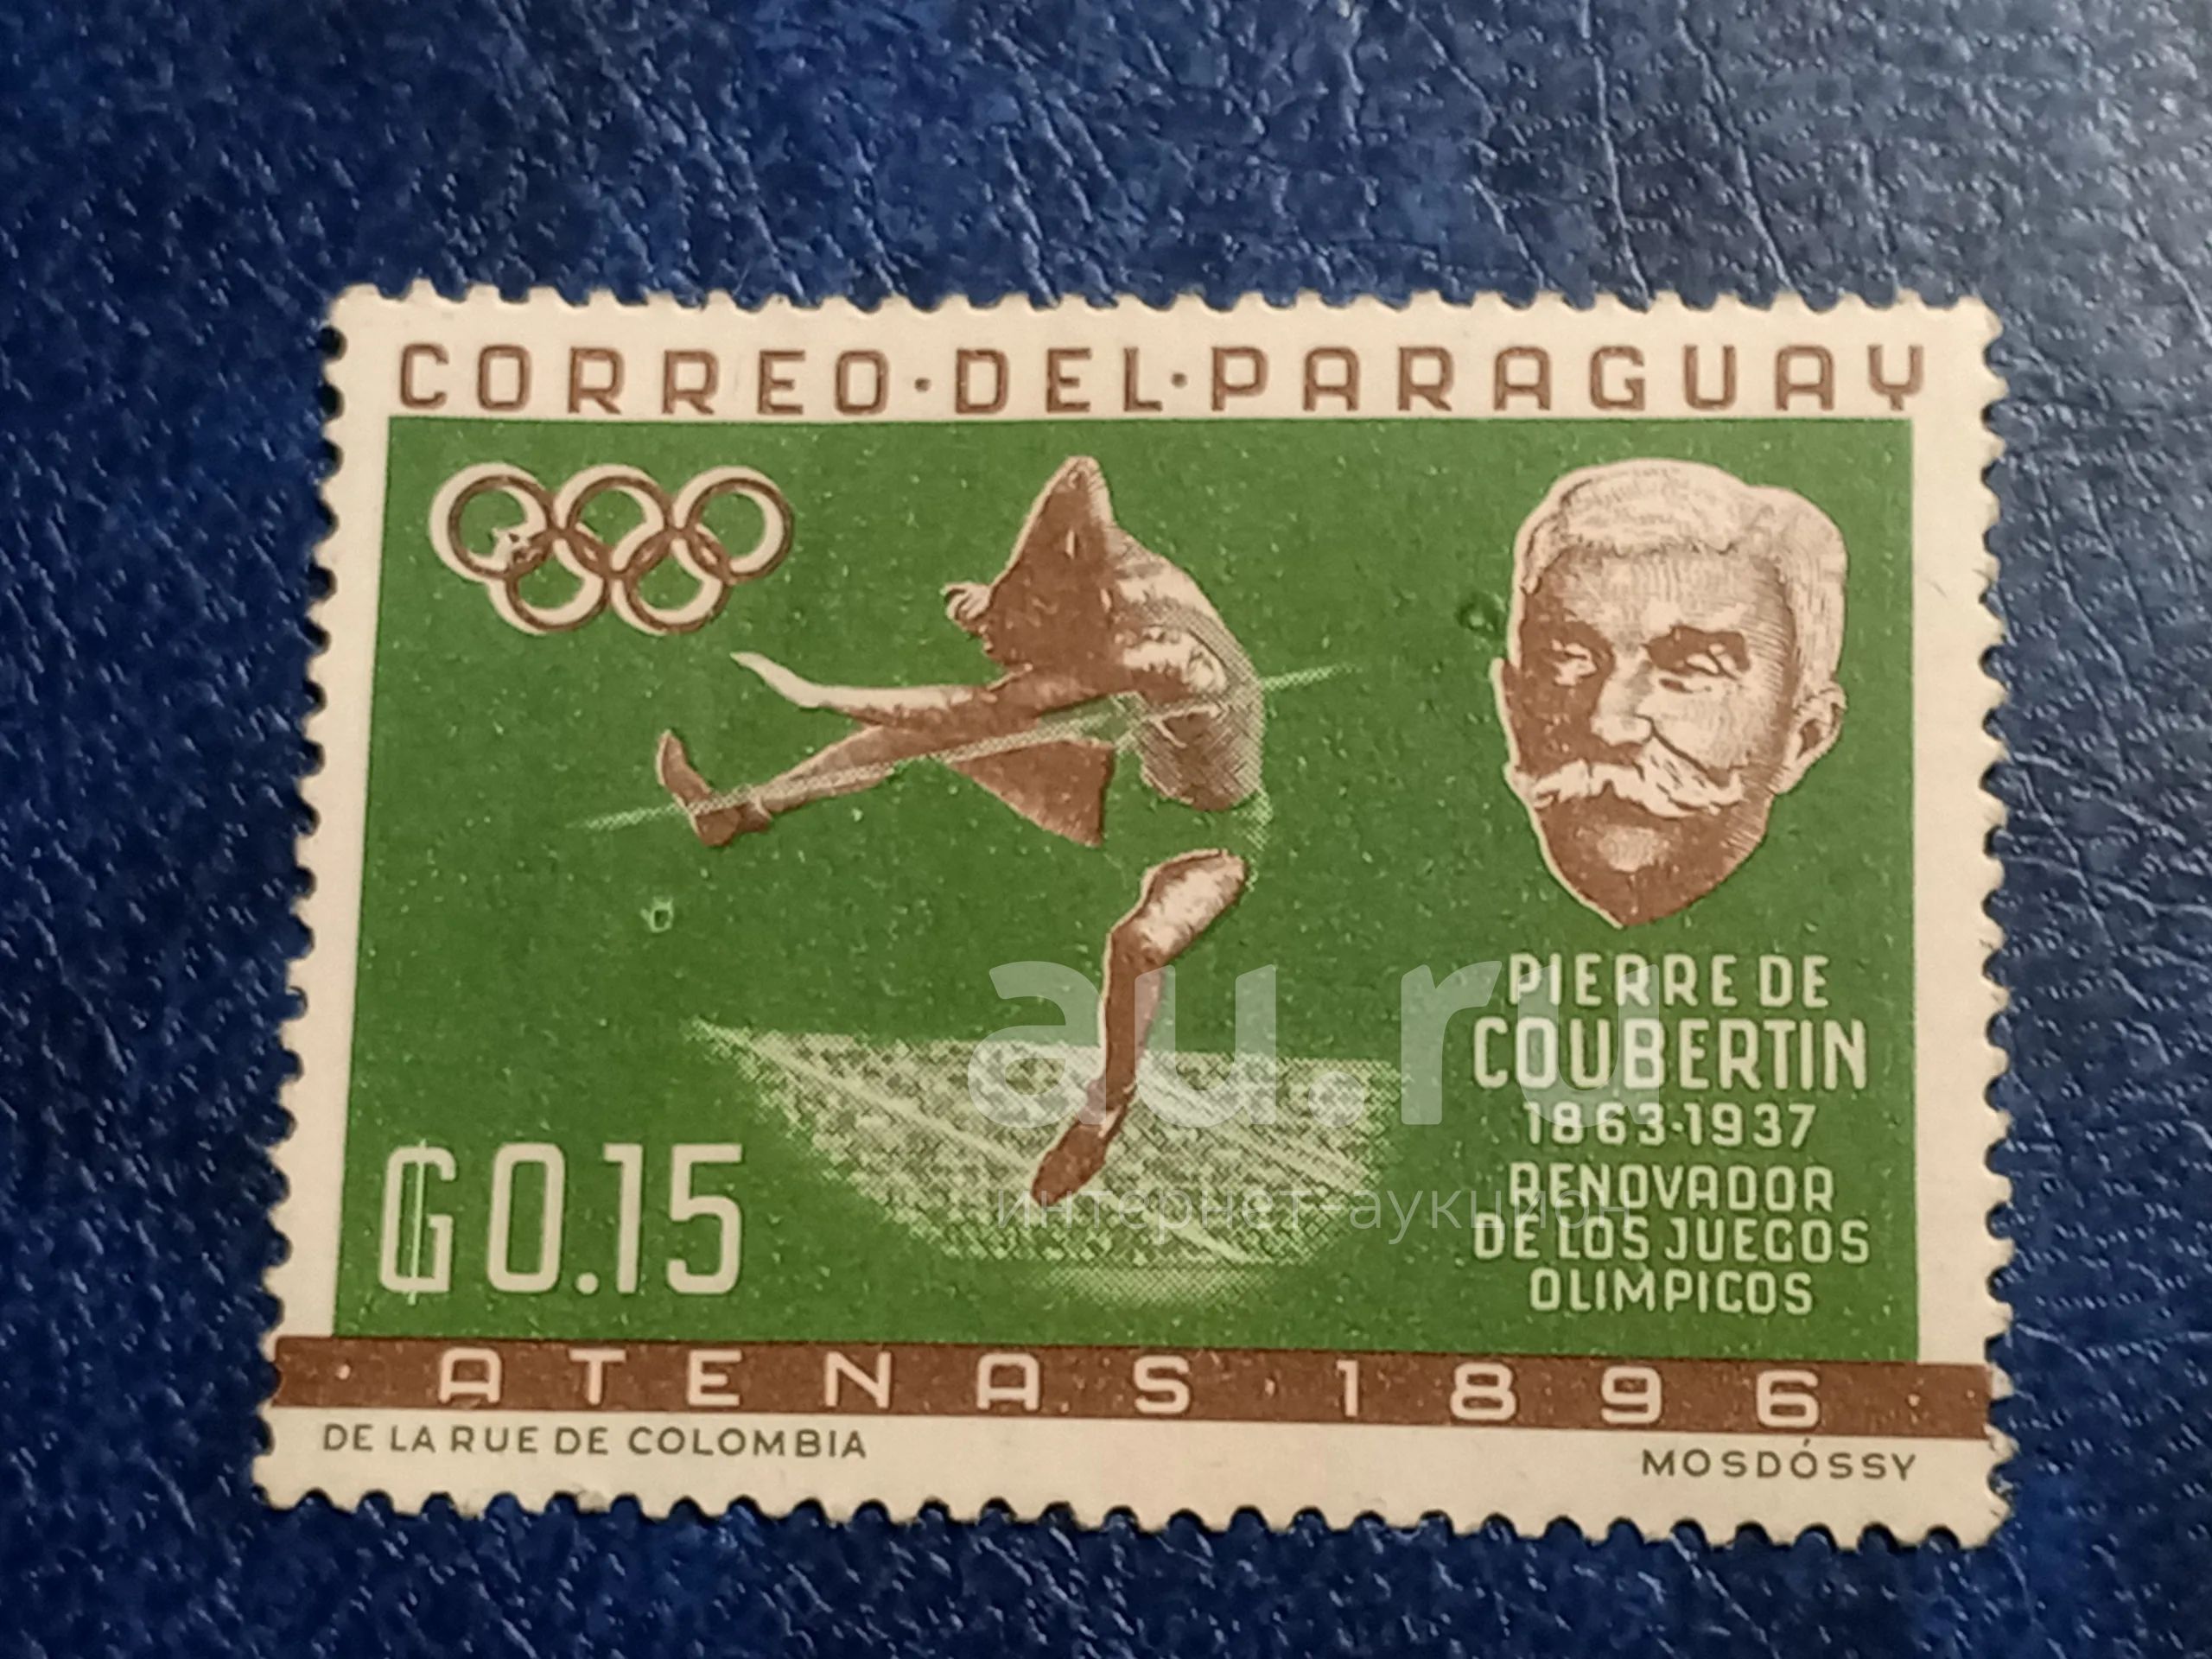 CORREO·DEL·PARAGUAY
PIERRE DE
COUBERTIN
1863·1937
RENOVADOR
DE LOS JUEGOS
OLIMPICOS
₲0.15
· ATENAS · 1896 ·
DE LA RUE DE COLOMBIA
MOSDÓSSY
au.ru
интернет-аукцион